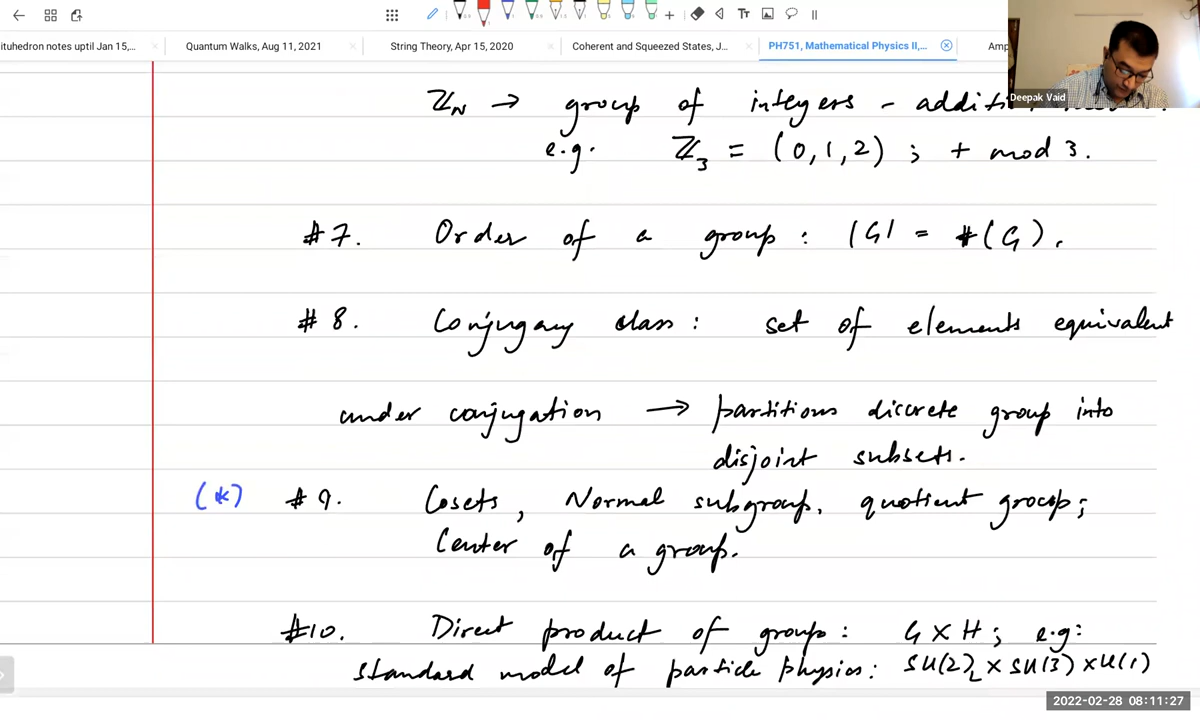 ituhedron notes uptil Jan 15,... Quantum Walks, Aug 11, 2021 String Theory, Apr 15, 2020 Coherent and Squeezed States, J... PH751, Mathematical Physics II,... Amp
Deepak Vaid
ℤ_N → group of integers - additi
e.g. ℤ_3 = (0, 1, 2) ; + mod 3.
#7. Order of a group : |G| = #(G).
#8. Conjugacy class : set of elements equivalent
under conjugation → partitions discrete group into
disjoint subsets.
(*) #9. Cosets, Normal subgroup, quotient group;
Center of a group.
#10. Direct product of groups : G × H; e.g:
Standard model of particle physics: SU(2)_L × SU(3) × U(1)
2022-02-28 08:11:27